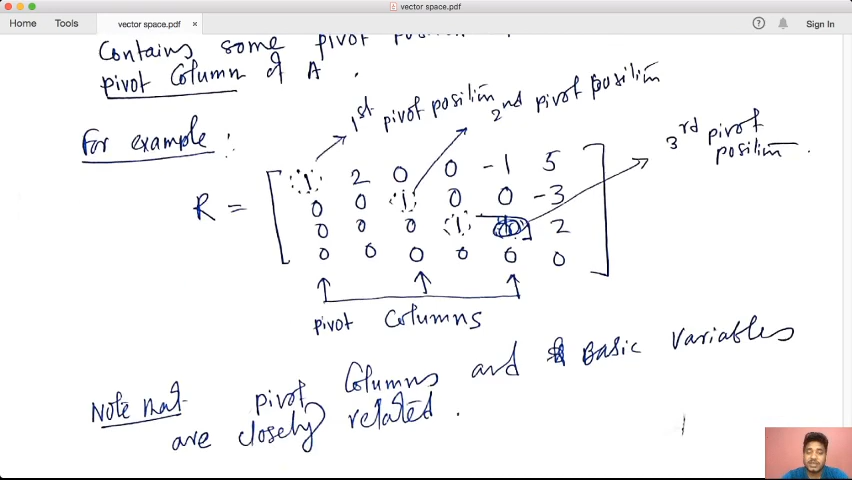 vector space.pdf
Home Tools vector space.pdf × ? Sign In
Contains some pivot
pivot Column of A .
1st pivot position 2nd pivot position
3rd pivot position .
For example :
R =
1 2 0 0 -1 5
0 0 1 0 0 -3
0 0 0 1 2
0 0 0 0 0 0
pivot Columns
Note that pivot Columns and Basic variables
are closely related .